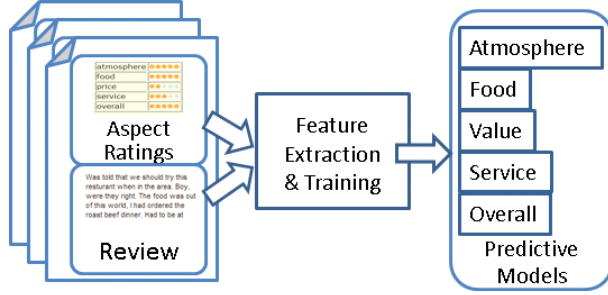 atmosphere ★★★★★
food ★★★★★
price ★★★★★
service ★★★★★
overall ★★★★★
Aspect
Ratings
Was told that we should try this
resturant when in the area. Boy,
were they right. The food was out
of this world, I had ordered the
roast beef dinner. Had to be at
Review
Feature
Extraction
& Training
Atmosphere
Food
Value
Service
Overall
Predictive
Models